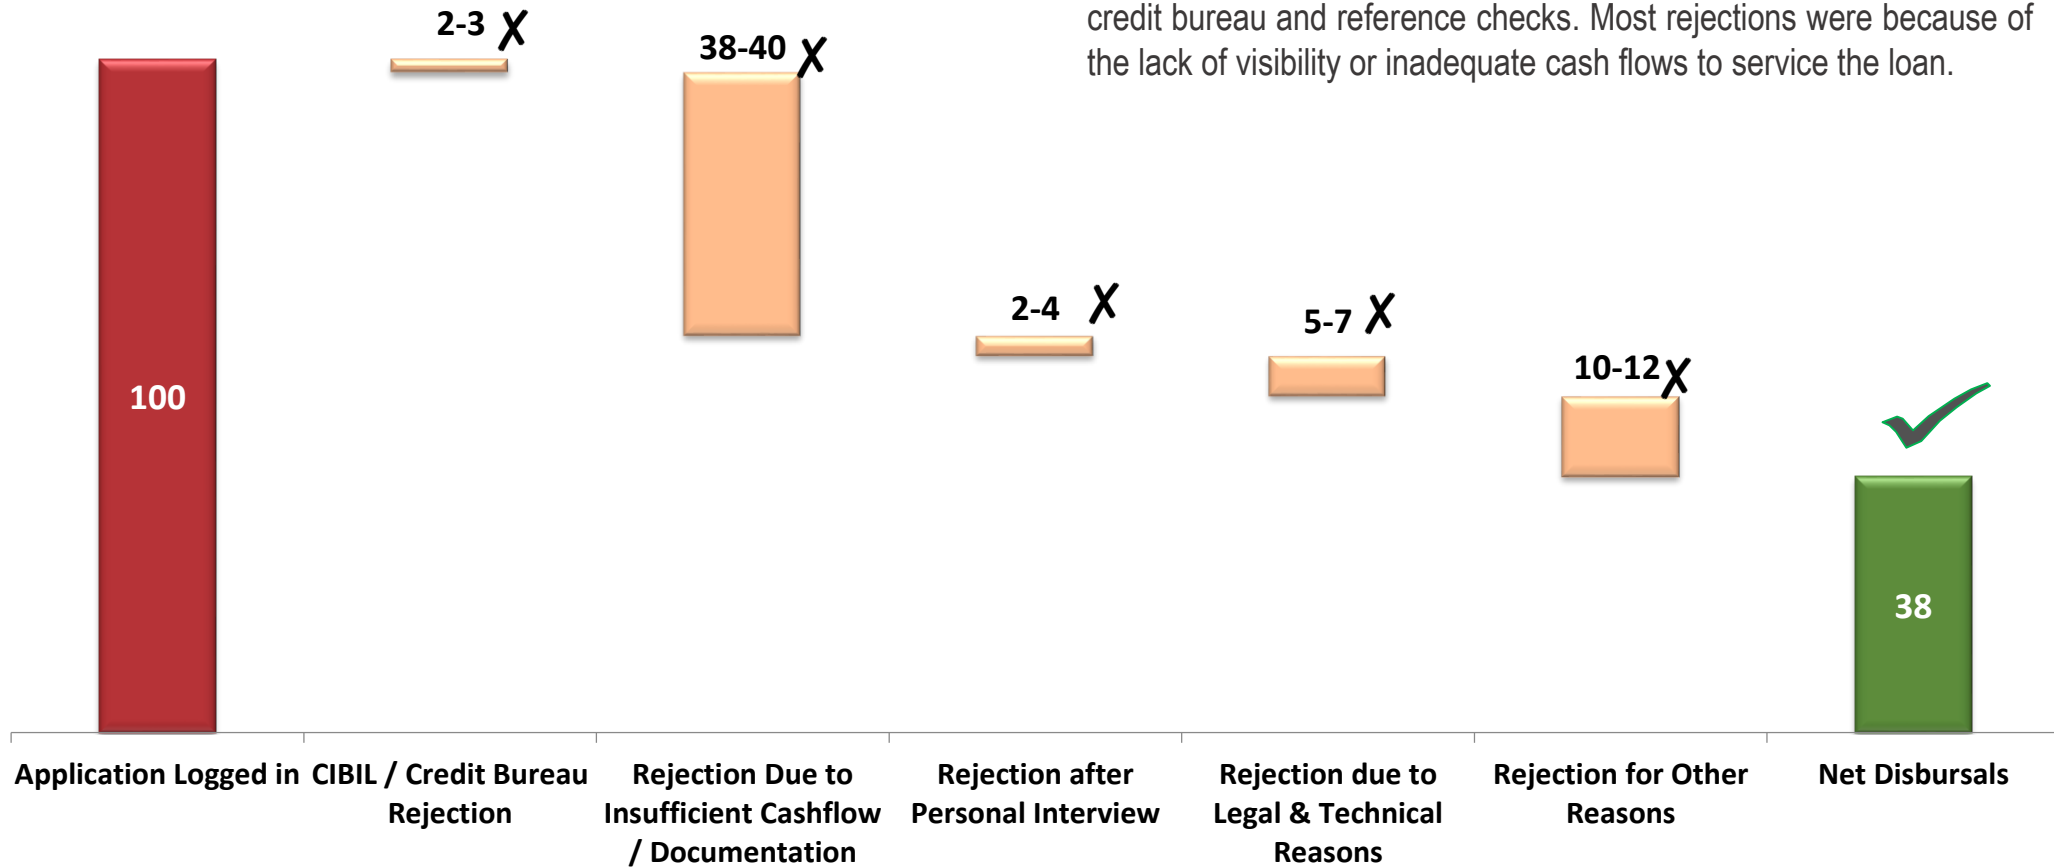 credit bureau and reference checks. Most rejections were because of
the lack of visibility or inadequate cash flows to service the loan.
2-3 ✗
38-40 ✗
2-4 ✗
5-7 ✗
10-12 ✗
100
38
Application Logged in
CIBIL / Credit Bureau
Rejection
Rejection Due to
Insufficient Cashflow
/ Documentation
Rejection after
Personal Interview
Rejection due to
Legal & Technical
Reasons
Rejection for Other
Reasons
Net Disbursals